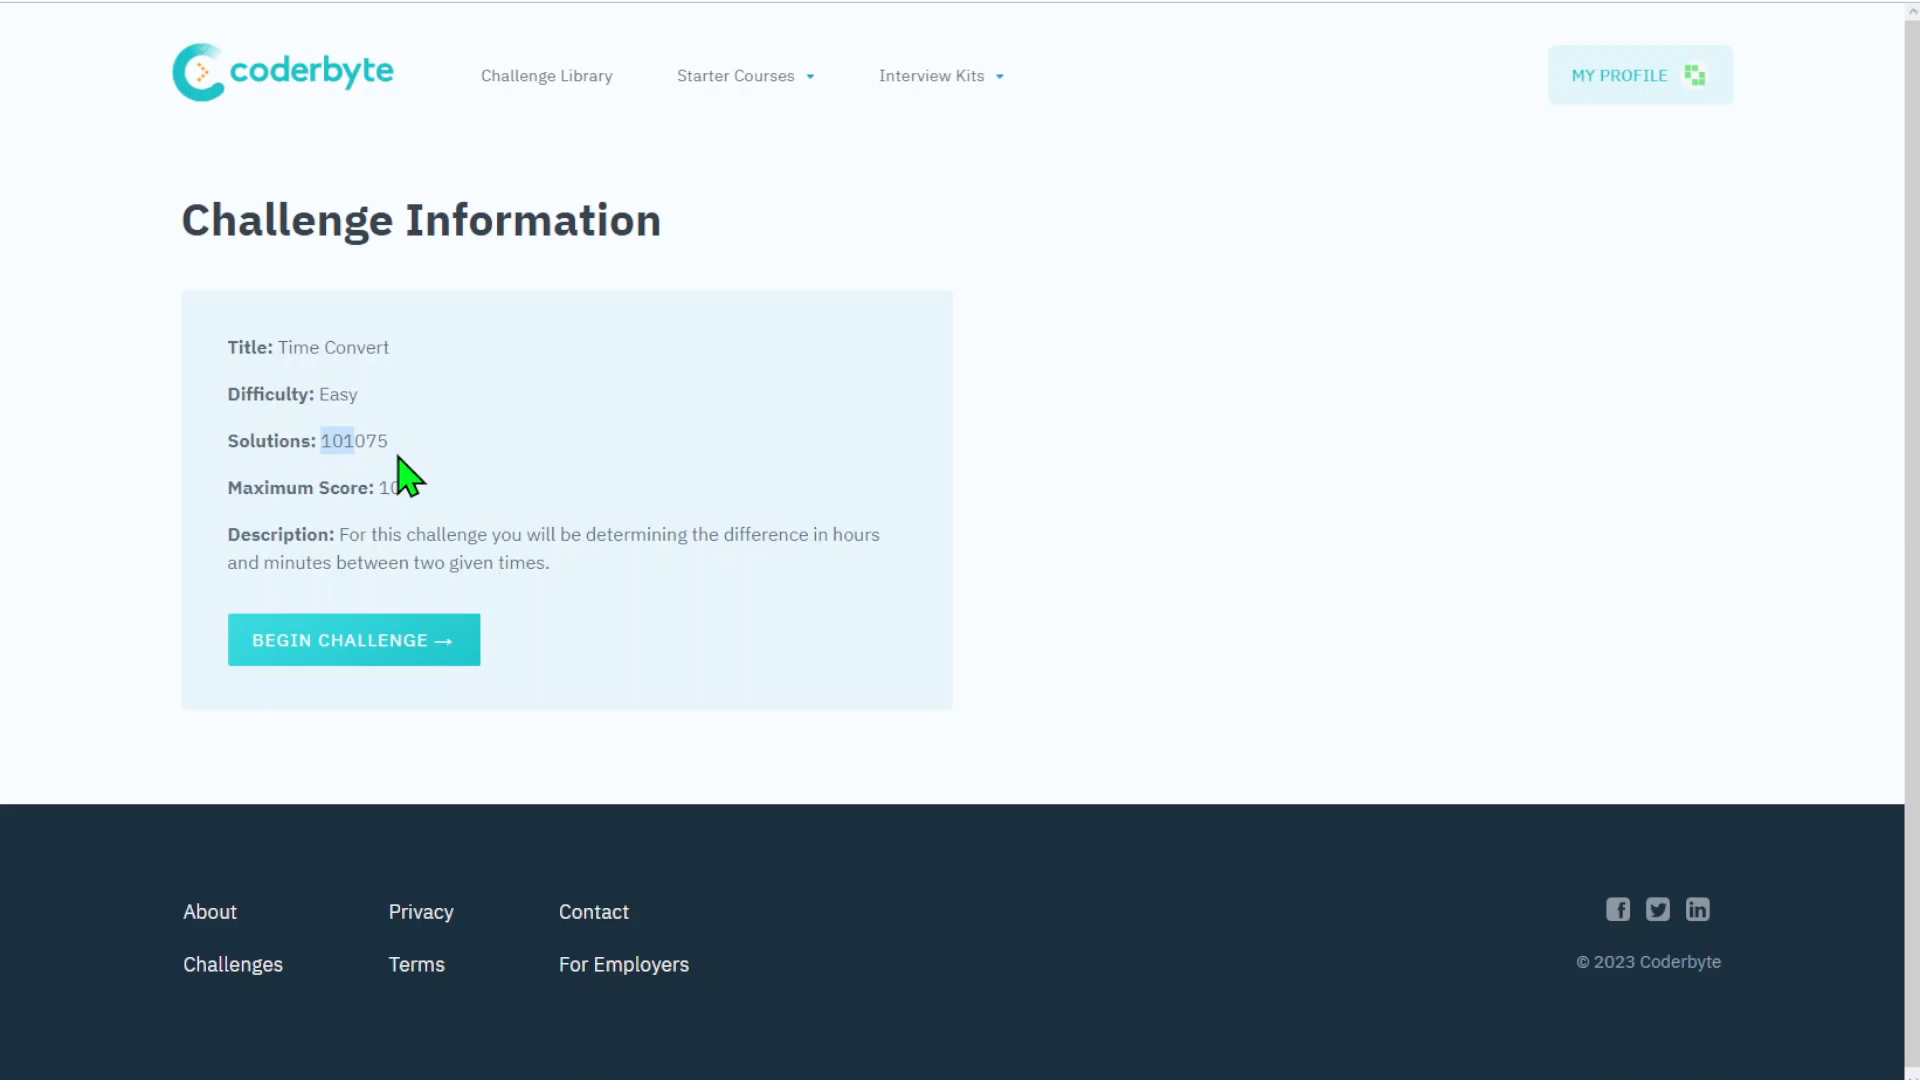 coderbyte
Challenge Library
Starter Courses
Interview Kits
MY PROFILE
Challenge Information
Title: Time Convert
Difficulty: Easy
Solutions: 101075
Maximum Score: 10
Description: For this challenge you will be determining the difference in hours
and minutes between two given times.
BEGIN CHALLENGE →
About
Privacy
Contact
Challenges
Terms
For Employers
© 2023 Coderbyte